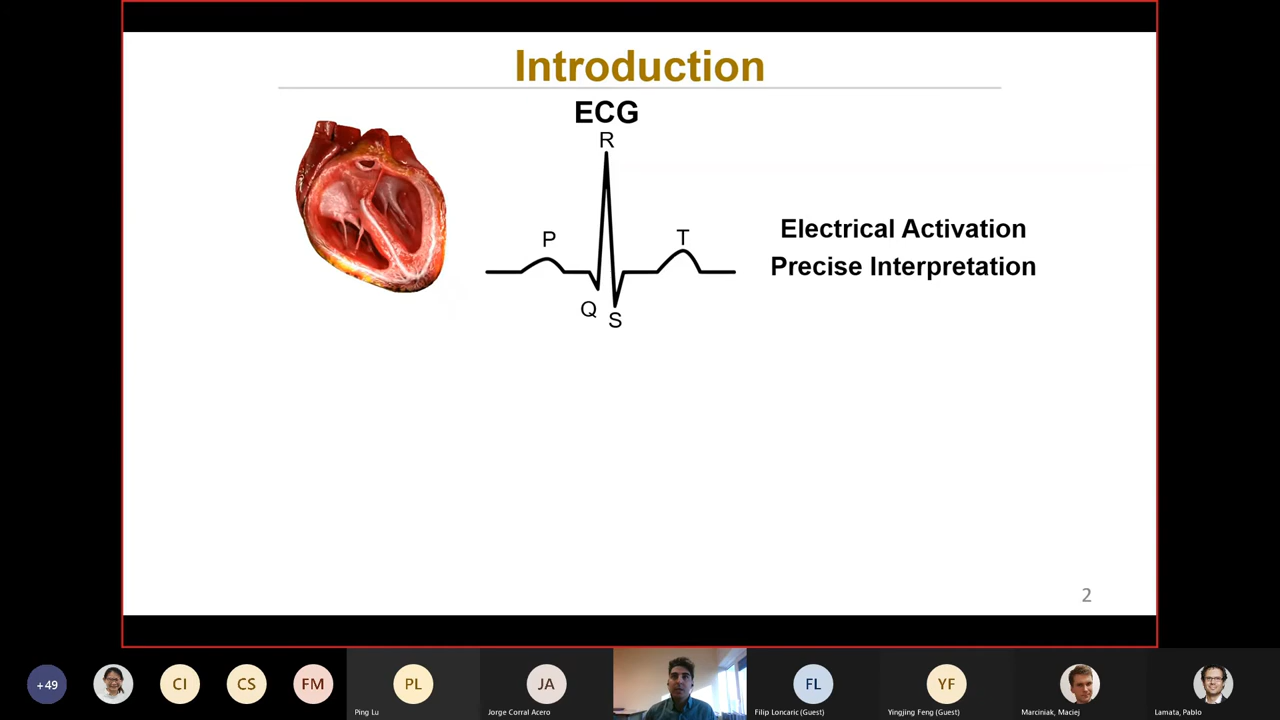 Introduction
ECG
R
P
T
Q
S
Electrical Activation
Precise Interpretation
2
+49
CI
CS
FM
PL
Ping Lu
JA
Jorge Corral Acero
FL
Filip Loncaric (Guest)
YF
Yingjing Feng (Guest)
Marciniak, Maciej
Lamata, Pablo